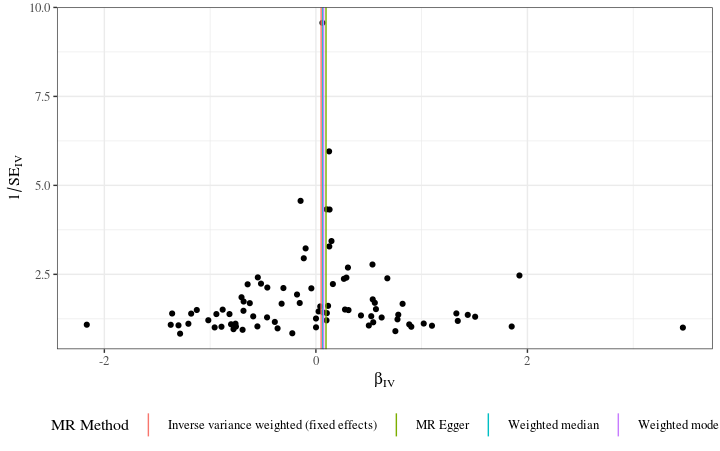 10.0
7.5
5.0
2.5
1/SE_IV
-2 0 2
β_IV
MR Method Inverse variance weighted (fixed effects) MR Egger Weighted median Weighted mode